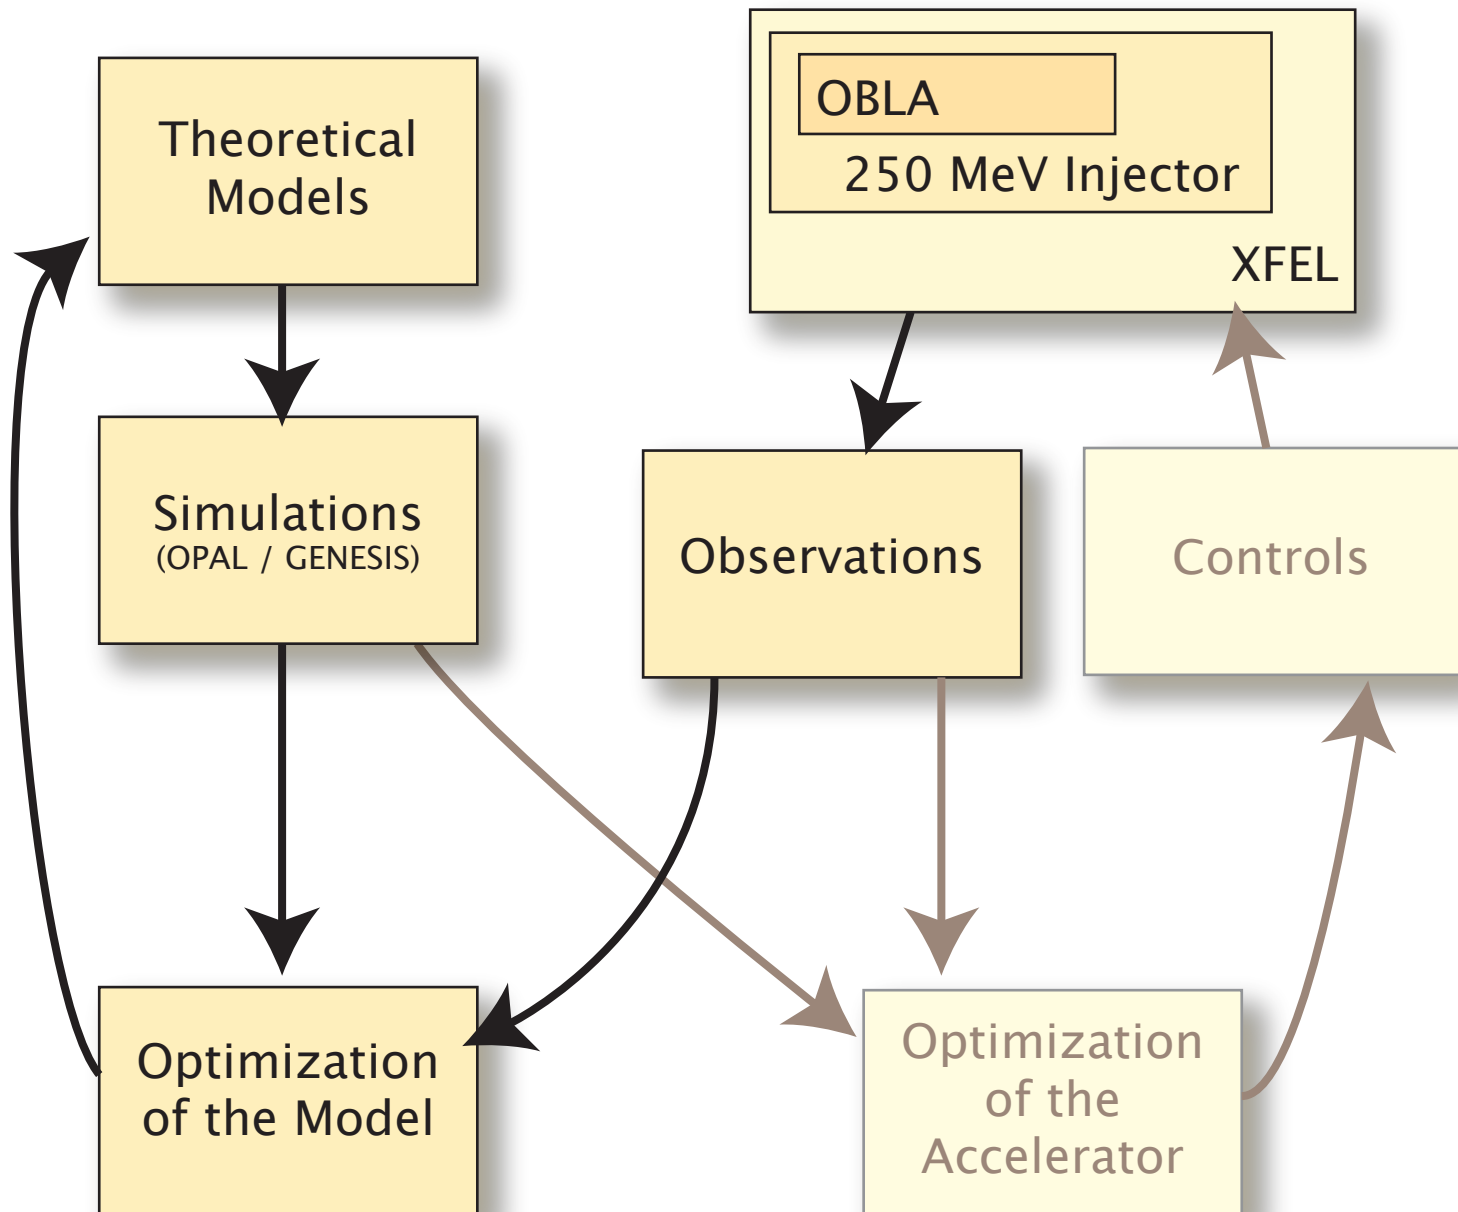 Theoretical
Models
OBLA
250 MeV Injector
XFEL
Simulations
(OPAL / GENESIS)
Observations
Controls
Optimization
of the Model
Optimization
of the
Accelerator